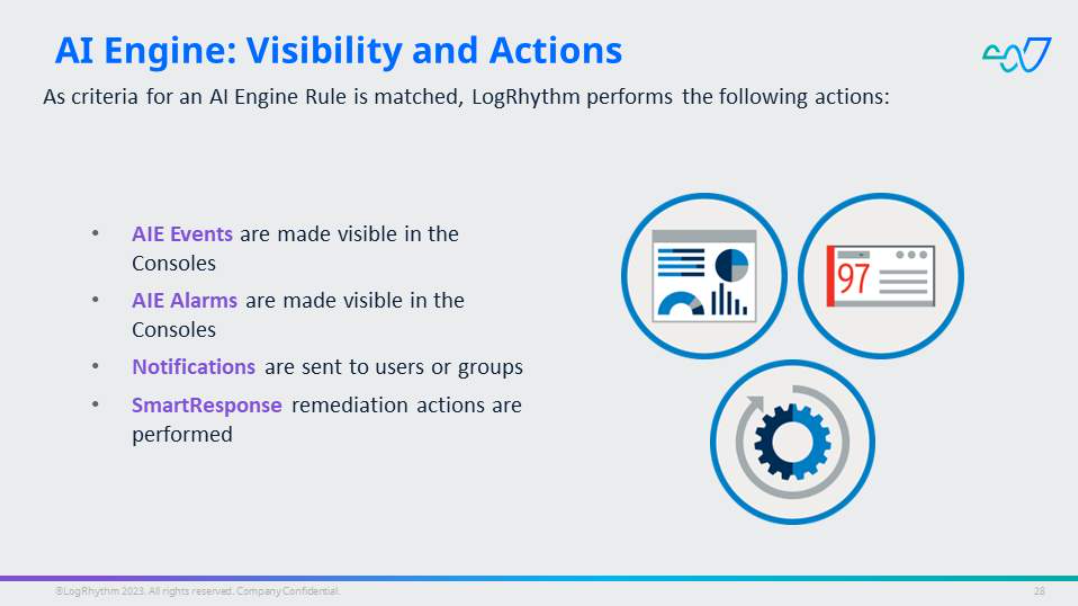 AI Engine: Visibility and Actions
As criteria for an AI Engine Rule is matched, LogRhythm performs the following actions:
• AIE Events are made visible in the
Consoles
• AIE Alarms are made visible in the
Consoles
• Notifications are sent to users or groups
• SmartResponse remediation actions are
performed
97
©LogRhythm 2023. All rights reserved. Company Confidential.
28